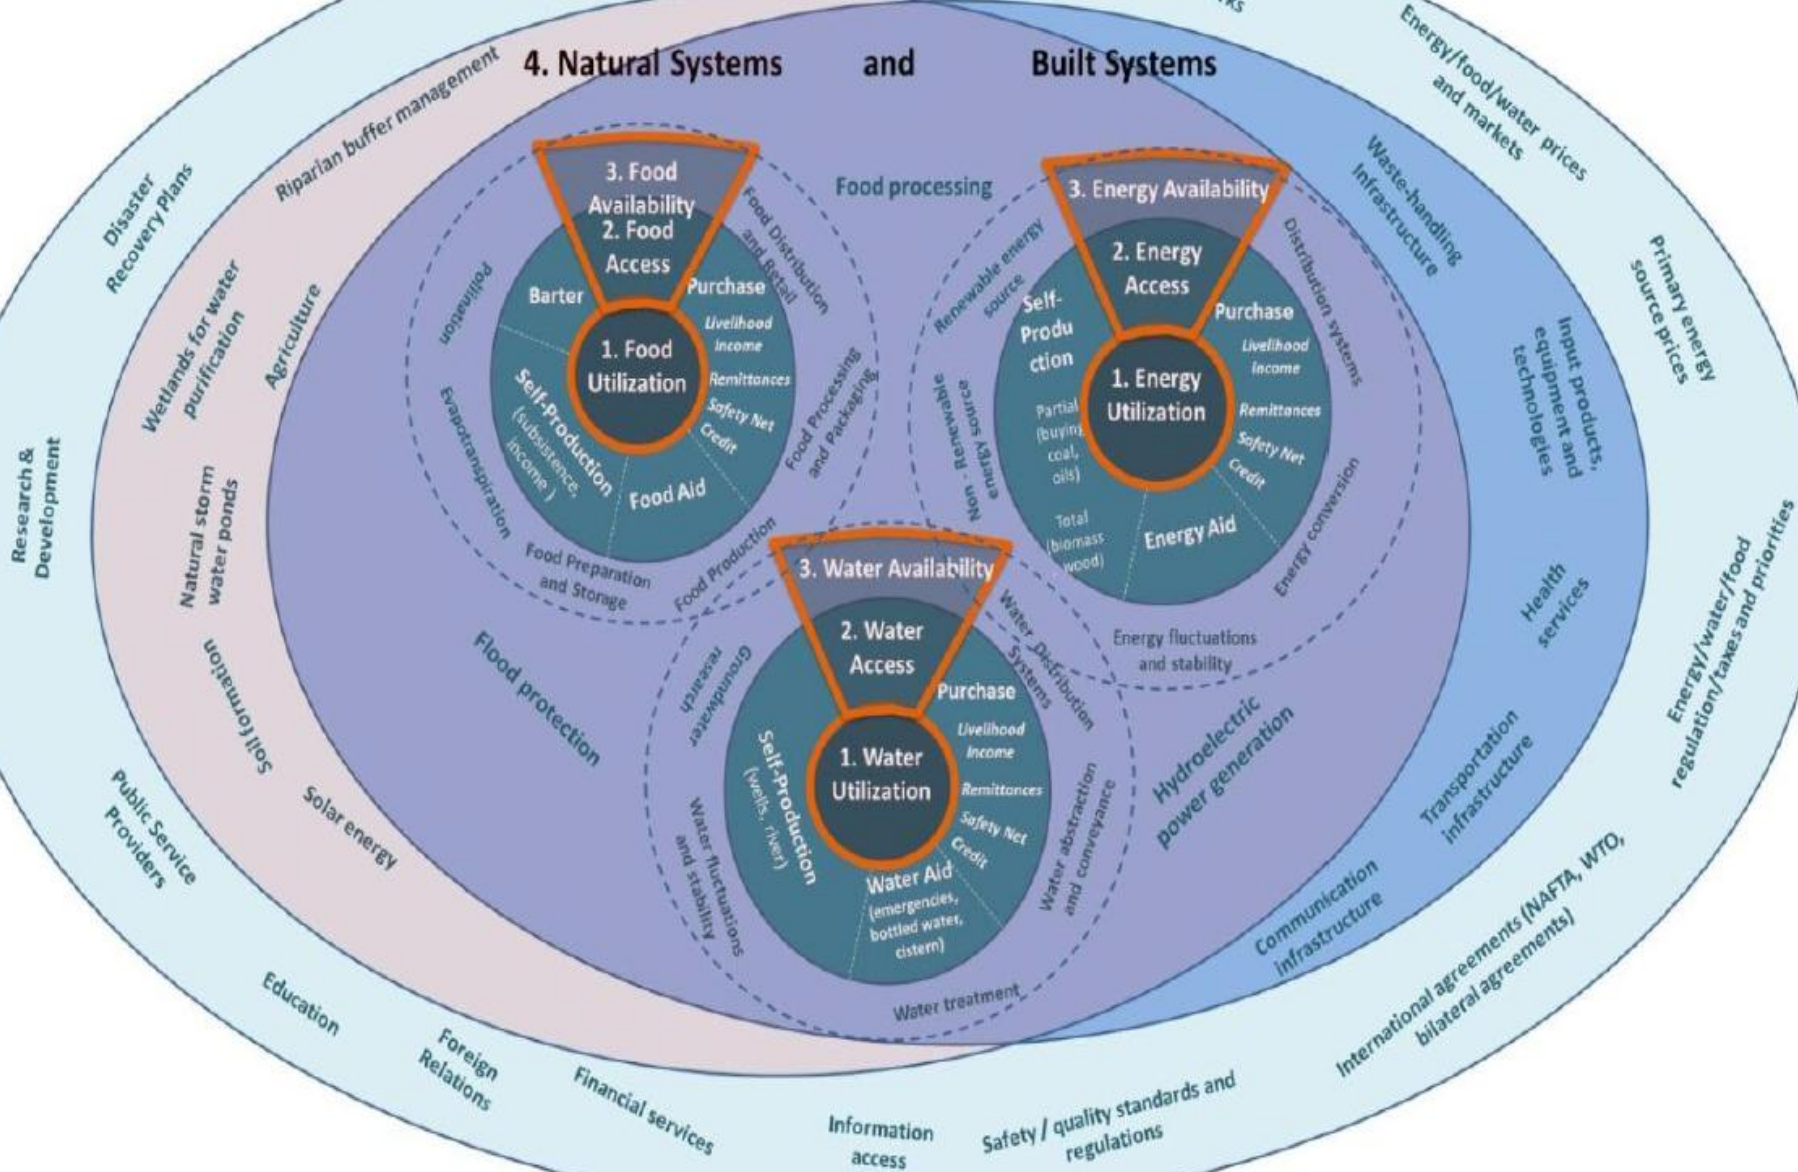 4. Natural Systems and Built Systems
Energy/food/water prices
and markets
Riparian buffer management
Disaster
Recovery Plans
Waste-handling
Infrastructure
Food processing
3. Food
Availability
2. Food
Access
Barter
Purchase
Livelihood
Income
Remittances
Safety Net
Credit
1. Food
Utilization
Self-Production
(subsistence,
income )
Food Aid
Pollination
Evapotranspiration
Food Preparation
and Storage
Food Production
Food Processing
and Packaging
Food Distribution
and Retail
3. Energy Availability
2. Energy
Access
Self-
Produ
ction
Purchase
Livelihood
Income
Remittances
Safety Net
Credit
1. Energy
Utilization
Partial
(buying
coal,
oils)
Total
(biomass
wood)
Energy Aid
Renewable energy
source
Non - Renewable
energy source
Distribution systems
Energy conversion
Energy fluctuations
and stability
3. Water Availability
2. Water
Access
Purchase
Livelihood
Income
Remittances
Safety Net
Credit
1. Water
Utilization
Self-Production
(wells, river)
Water Aid
(emergencies,
bottled water,
cistern)
Groundwater
research
Water Distribution
Systems
Water abstraction
and conveyance
Water fluctuations
and stability
Water treatment
Flood protection
Hydroelectric
power generation
Wetlands for water
purification
Agriculture
Natural storm
water ponds
Soil formation
Solar energy
Input products,
equipment and
technologies
Health
services
Transportation
infrastructure
Communication
infrastructure
Primary energy
source prices
Energy/water/food
regulation/taxes and priorities
International agreements (NAFTA, WTO,
bilateral agreements)
Research &
Development
Public Service
Providers
Education
Foreign
Relations
Financial services
Information
access
Safety / quality standards and
regulations